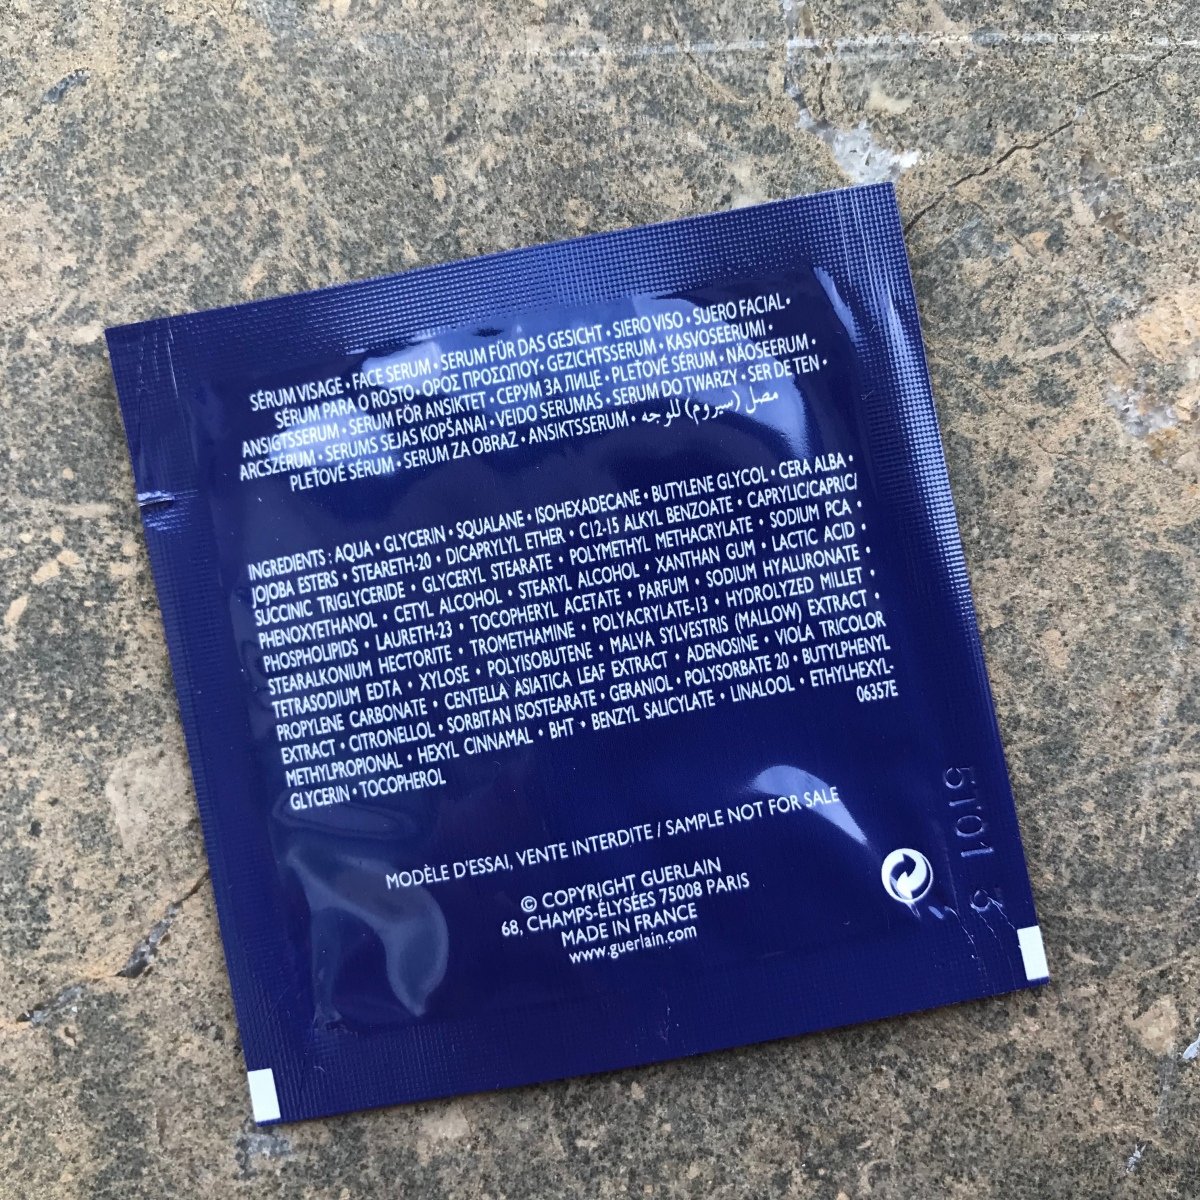 SÉRUM VISAGE • FACE SERUM • SERUM FÜR DAS GESICHT • SIERO VISO • SUERO FACIAL •
SÉRUM PARA O ROSTO • ΟΡΟΣ ΠΡΟΣΩΠΟΥ • GEZICHTSSERUM • KASVOSEERUMI •
ANSIGTSSERUM • SERUM FÖR ANSIKTET • СЕРУМ ЗА ЛИЦЕ • PLEŤOVÉ SÉRUM • NÄOSEERUM •
ARCSZÉRUM • SERUMS SEJAS KOPŠANAI • VEIDO SERUMAS • SERUM DO TWARZY • SER DE TEN •
PLEŤOVÉ SÉRUM • SERUM ZA OBRAZ • ANSIKTSSERUM • مصل (سيروم) للوجه
INGREDIENTS : AQUA • GLYCERIN • SQUALANE • ISOHEXADECANE • BUTYLENE GLYCOL • CERA ALBA •
JOJOBA ESTERS • STEARETH-20 • DICAPRYLYL ETHER • C12-15 ALKYL BENZOATE • CAPRYLIC/CAPRIC/
SUCCINIC TRIGLYCERIDE • GLYCERYL STEARATE • POLYMETHYL METHACRYLATE • SODIUM PCA •
PHENOXYETHANOL • CETYL ALCOHOL • STEARYL ALCOHOL • XANTHAN GUM • LACTIC ACID •
PHOSPHOLIPIDS • LAURETH-23 • TOCOPHERYL ACETATE • PARFUM • SODIUM HYALURONATE •
STEARALKONIUM HECTORITE • TROMETHAMINE • POLYACRYLATE-13 • HYDROLYZED MILLET •
TETRASODIUM EDTA • XYLOSE • POLYISOBUTENE • MALVA SYLVESTRIS (MALLOW) EXTRACT •
PROPYLENE CARBONATE • CENTELLA ASIATICA LEAF EXTRACT • ADENOSINE • VIOLA TRICOLOR
EXTRACT • CITRONELLOL • SORBITAN ISOSTEARATE • GERANIOL • POLYSORBATE 20 • BUTYLPHENYL
METHYLPROPIONAL • HEXYL CINNAMAL • BHT • BENZYL SALICYLATE • LINALOOL • ETHYLHEXYL-
GLYCERIN • TOCOPHEROL
06357E
MODÈLE D'ESSAI, VENTE INTERDITE / SAMPLE NOT FOR SALE
© COPYRIGHT GUERLAIN
68, CHAMPS-ÉLYSÉES 75008 PARIS
MADE IN FRANCE
www.guerlain.com